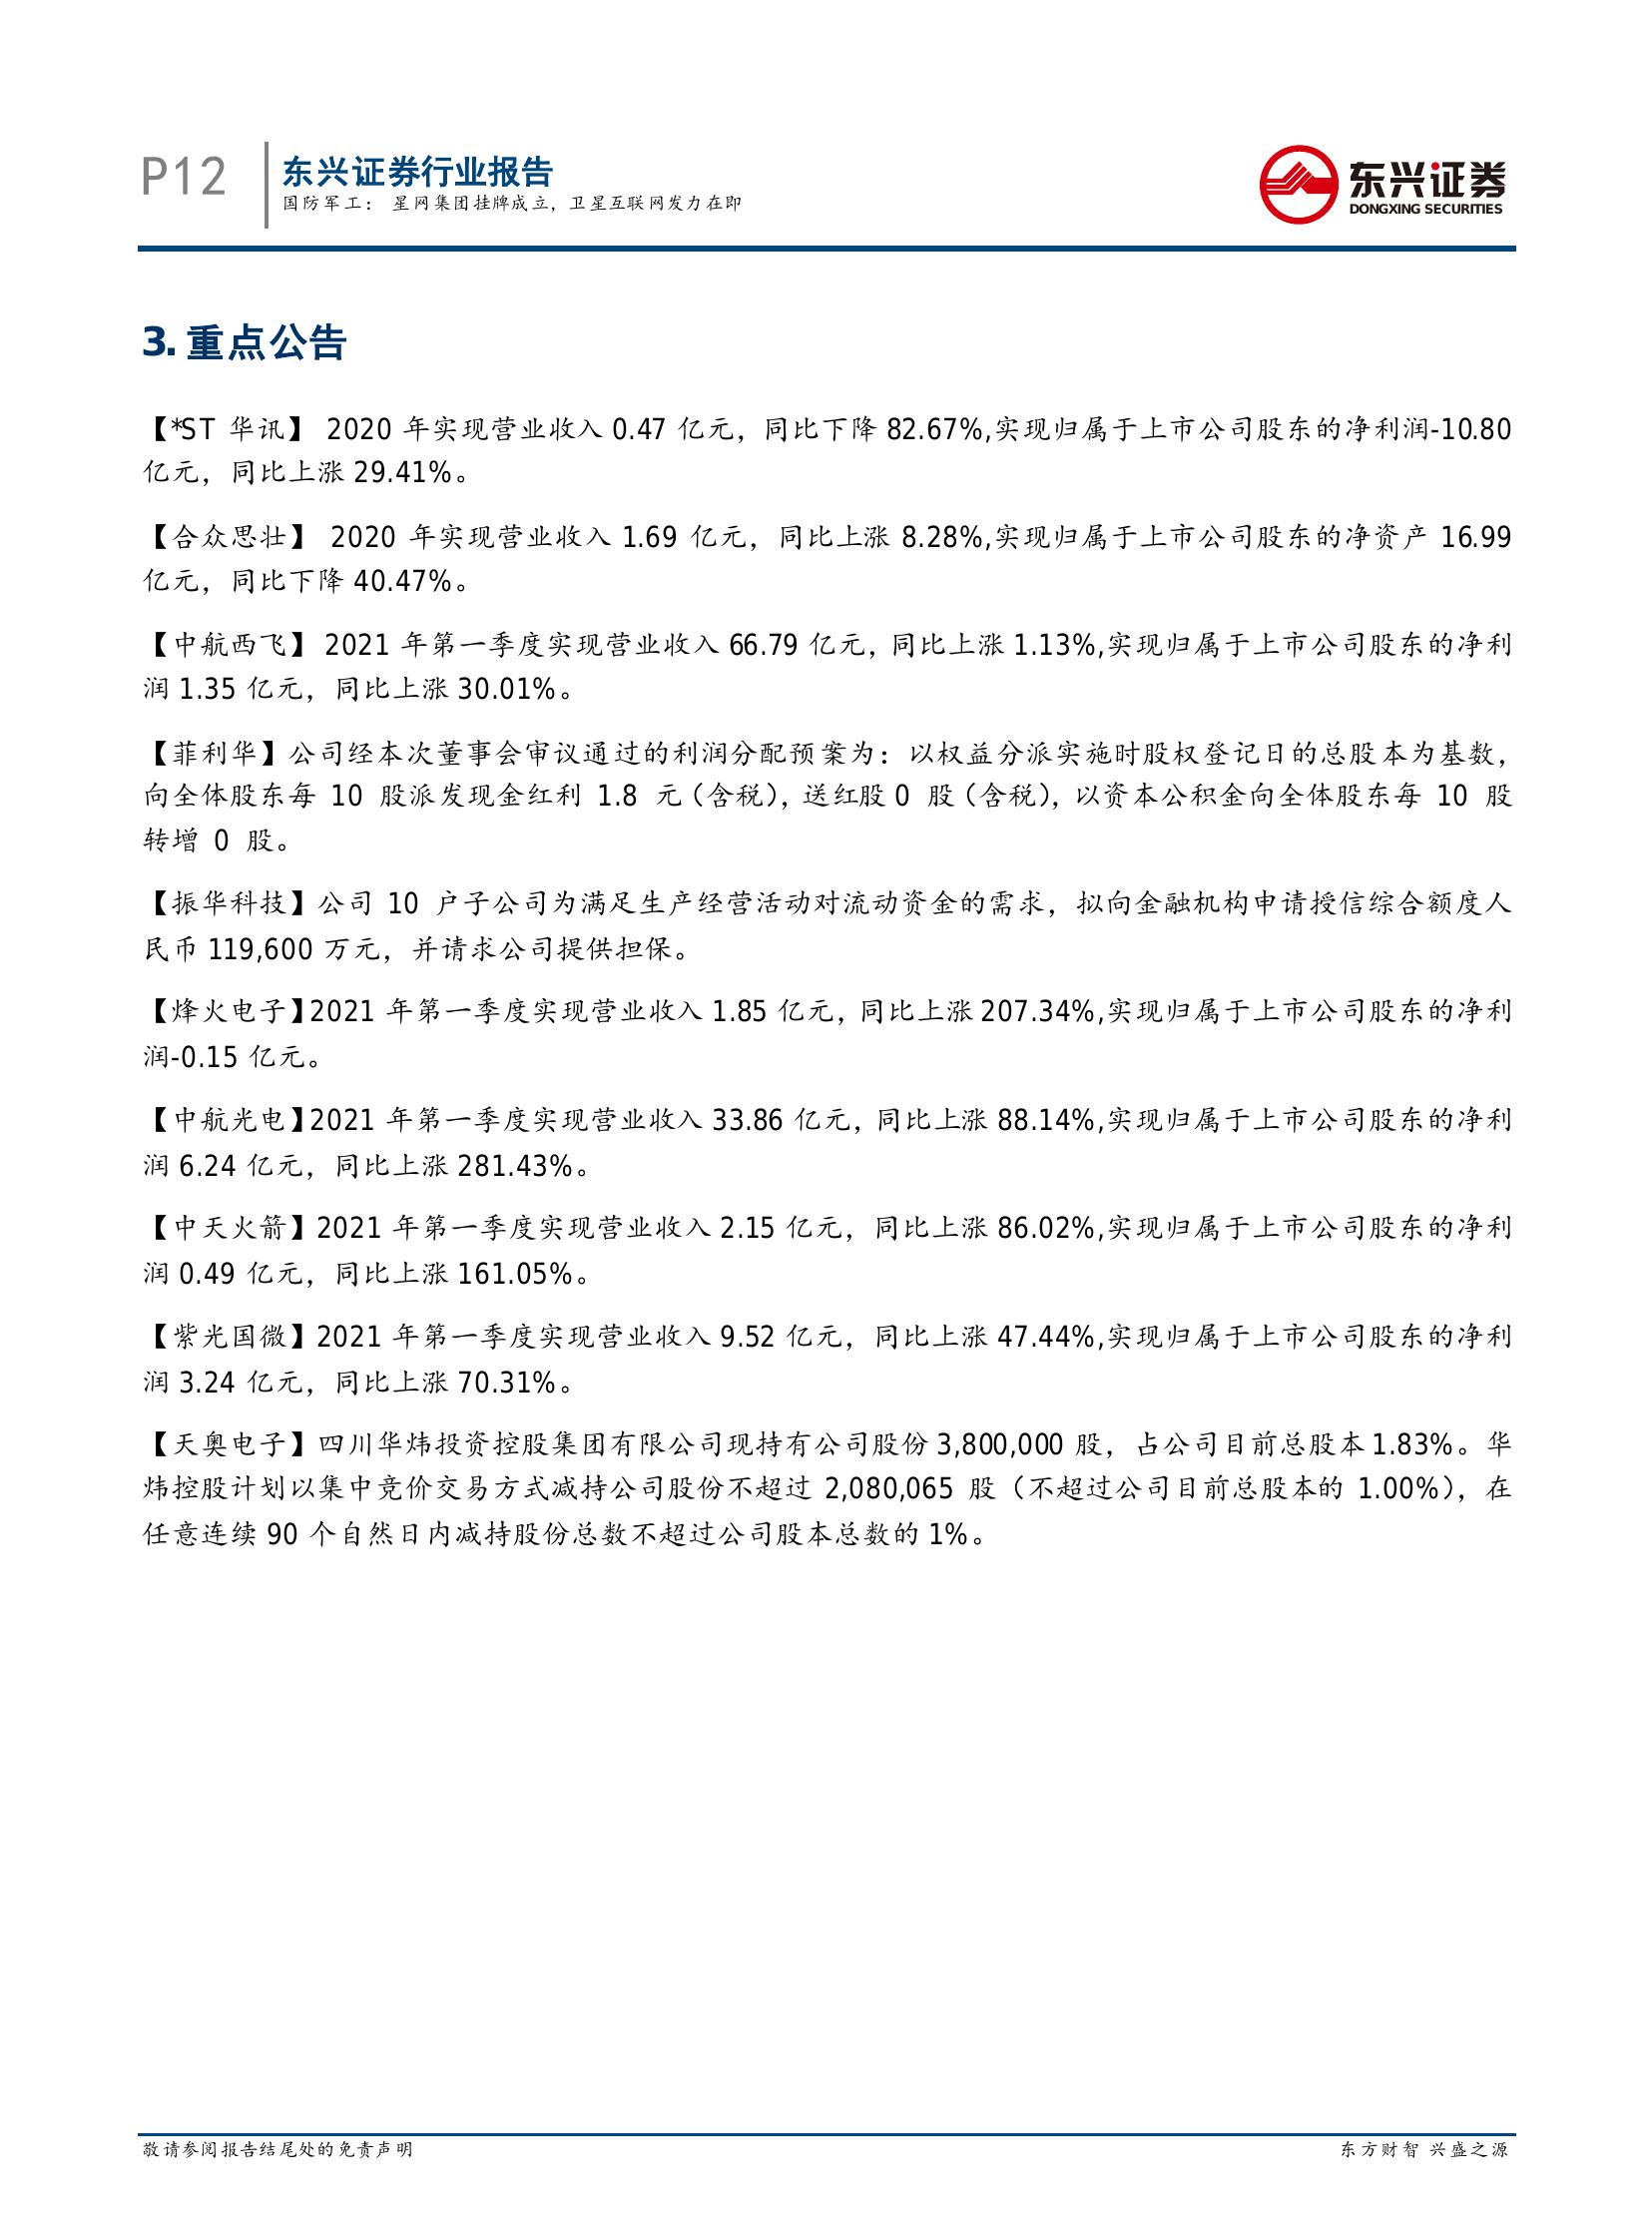 P12
东兴证券行业报告
国防军工： 星网集团挂牌成立，卫星互联网发力在即
东兴证券
DONGXING SECURITIES
3. 重点公告
【*ST 华讯】 2020 年实现营业收入 0.47 亿元，同比下降 82.67%,实现归属于上市公司股东的净利润-10.80
亿元，同比上涨 29.41%。
【合众思壮】 2020 年实现营业收入 1.69 亿元，同比上涨 8.28%,实现归属于上市公司股东的净资产 16.99
亿元，同比下降 40.47%。
【中航西飞】 2021 年第一季度实现营业收入 66.79 亿元，同比上涨 1.13%,实现归属于上市公司股东的净利
润 1.35 亿元，同比上涨 30.01%。
【菲利华】公司经本次董事会审议通过的利润分配预案为：以权益分派实施时股权登记日的总股本为基数，
向全体股东每 10 股派发现金红利 1.8 元（含税），送红股 0 股（含税），以资本公积金向全体股东每 10 股
转增 0 股。
【振华科技】公司 10 户子公司为满足生产经营活动对流动资金的需求，拟向金融机构申请授信综合额度人
民币 119,600 万元，并请求公司提供担保。
【烽火电子】2021 年第一季度实现营业收入 1.85 亿元，同比上涨 207.34%,实现归属于上市公司股东的净利
润-0.15 亿元。
【中航光电】2021 年第一季度实现营业收入 33.86 亿元，同比上涨 88.14%,实现归属于上市公司股东的净利
润 6.24 亿元，同比上涨 281.43%。
【中天火箭】2021 年第一季度实现营业收入 2.15 亿元，同比上涨 86.02%,实现归属于上市公司股东的净利
润 0.49 亿元，同比上涨 161.05%。
【紫光国微】2021 年第一季度实现营业收入 9.52 亿元，同比上涨 47.44%,实现归属于上市公司股东的净利
润 3.24 亿元，同比上涨 70.31%。
【天奥电子】四川华炜投资控股集团有限公司现持有公司股份 3,800,000 股，占公司目前总股本 1.83%。华
炜控股计划以集中竞价交易方式减持公司股份不超过 2,080,065 股（不超过公司目前总股本的 1.00%），在
任意连续 90 个自然日内减持股份总数不超过公司股本总数的 1%。
敬请参阅报告结尾处的免责声明
东方财智 兴盛之源